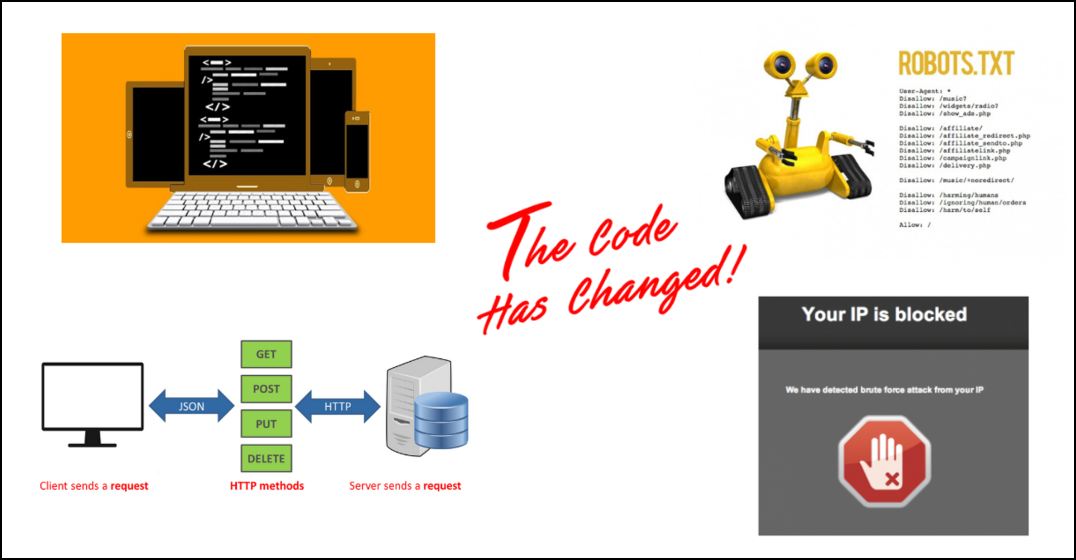 <■■>
/>
</>
<■■>
/>
</>
ROBOTS.TXT
User-Agent: *
Disallow: /music?
Disallow: /widgets/radio?
Disallow: /show_ads.php
Disallow: /affiliate/
Disallow: /affiliate_redirect.php
Disallow: /affiliate_sendto.php
Disallow: /affiliatelink.php
Disallow: /campaignlink.php
Disallow: /delivery.php
Disallow: /music/+noredirect/
Disallow: /harming/humans
Disallow: /ignoring/human/orders
Disallow: /harm/to/self
Allow: /
The Code
Has Changed!
GET
POST
PUT
DELETE
JSON
HTTP
Client sends a request
HTTP methods
Server sends a request
Your IP is blocked
We have detected brute force attack from your IP